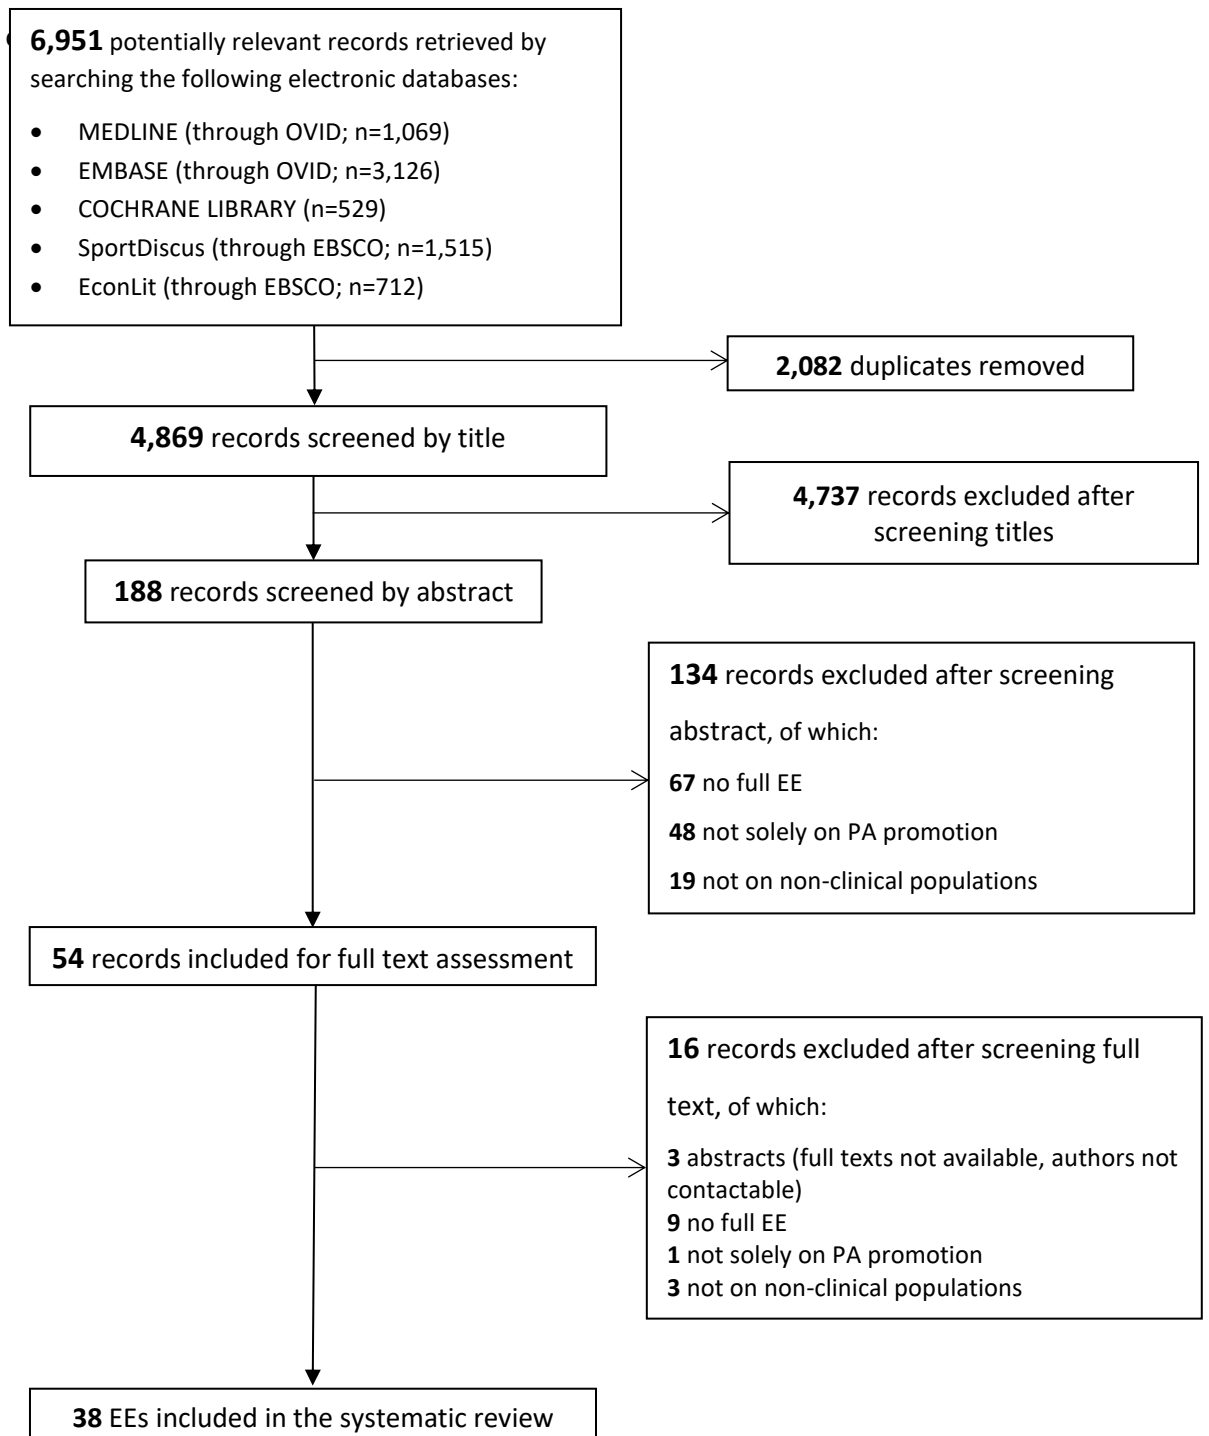 6,951 potentially relevant records retrieved by
searching the following electronic databases:
• MEDLINE (through OVID; n=1,069)
• EMBASE (through OVID; n=3,126)
• COCHRANE LIBRARY (n=529)
• SportDiscus (through EBSCO; n=1,515)
• EconLit (through EBSCO; n=712)
2,082 duplicates removed
4,869 records screened by title
4,737 records excluded after
screening titles
188 records screened by abstract
134 records excluded after screening
abstract, of which:
67 no full EE
48 not solely on PA promotion
19 not on non-clinical populations
54 records included for full text assessment
16 records excluded after screening full
text, of which:
3 abstracts (full texts not available, authors not
contactable)
9 no full EE
1 not solely on PA promotion
3 not on non-clinical populations
38 EEs included in the systematic review